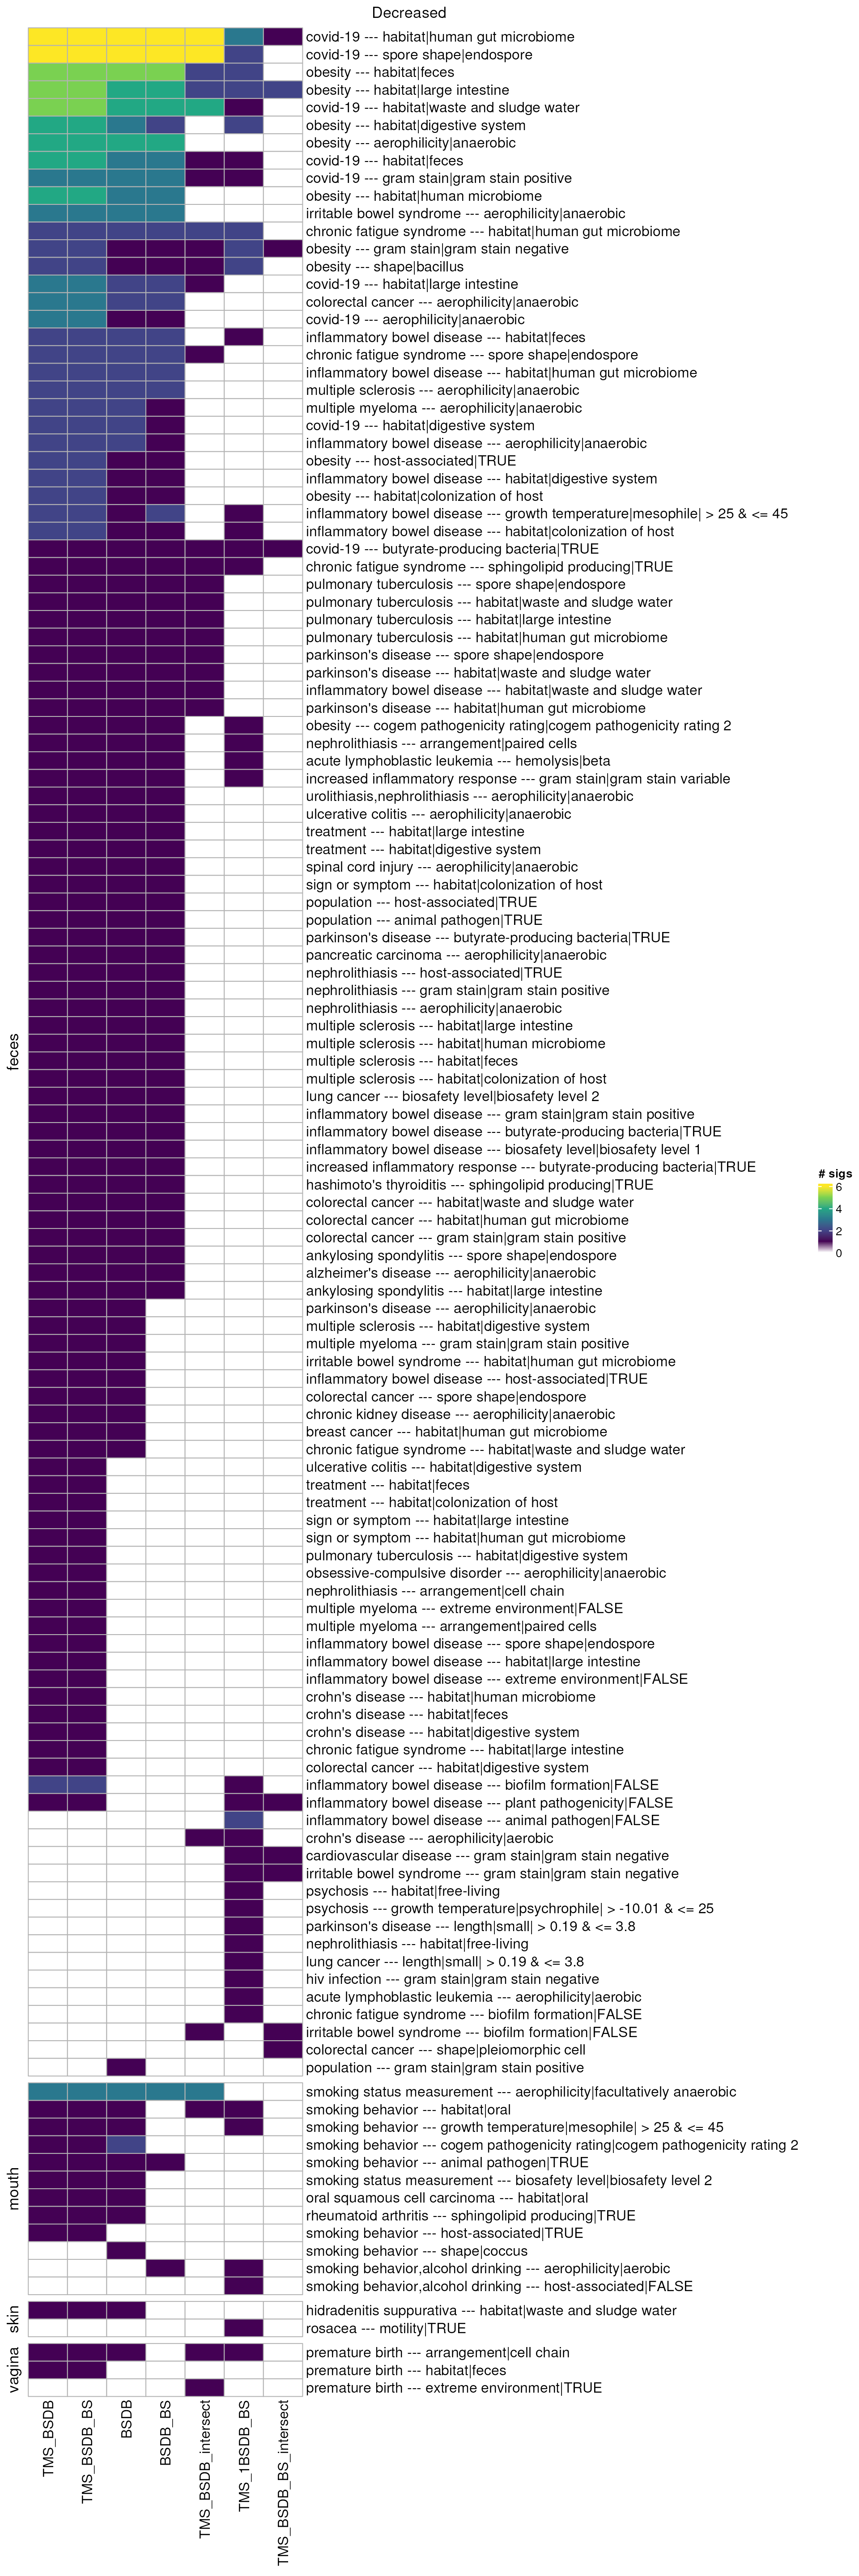 Decreased
covid-19 --- habitat|human gut microbiome
covid-19 --- spore shape|endospore
obesity --- habitat|feces
obesity --- habitat|large intestine
covid-19 --- habitat|waste and sludge water
obesity --- habitat|digestive system
obesity --- aerophilicity|anaerobic
covid-19 --- habitat|feces
covid-19 --- gram stain|gram stain positive
obesity --- habitat|human microbiome
irritable bowel syndrome --- aerophilicity|anaerobic
chronic fatigue syndrome --- habitat|human gut microbiome
obesity --- gram stain|gram stain negative
obesity --- shape|bacillus
covid-19 --- habitat|large intestine
colorectal cancer --- aerophilicity|anaerobic
covid-19 --- aerophilicity|anaerobic
inflammatory bowel disease --- habitat|feces
chronic fatigue syndrome --- spore shape|endospore
inflammatory bowel disease --- habitat|human gut microbiome
multiple sclerosis --- aerophilicity|anaerobic
multiple myeloma --- aerophilicity|anaerobic
covid-19 --- habitat|digestive system
inflammatory bowel disease --- aerophilicity|anaerobic
obesity --- host-associated|TRUE
inflammatory bowel disease --- habitat|digestive system
obesity --- habitat|colonization of host
inflammatory bowel disease --- growth temperature|mesophile| > 25 & <= 45
inflammatory bowel disease --- habitat|colonization of host
covid-19 --- butyrate-producing bacteria|TRUE
chronic fatigue syndrome --- sphingolipid producing|TRUE
pulmonary tuberculosis --- spore shape|endospore
pulmonary tuberculosis --- habitat|waste and sludge water
pulmonary tuberculosis --- habitat|large intestine
pulmonary tuberculosis --- habitat|human gut microbiome
parkinson's disease --- spore shape|endospore
parkinson's disease --- habitat|waste and sludge water
inflammatory bowel disease --- habitat|waste and sludge water
parkinson's disease --- habitat|human gut microbiome
obesity --- cogem pathogenicity rating|cogem pathogenicity rating 2
nephrolithiasis --- arrangement|paired cells
acute lymphoblastic leukemia --- hemolysis|beta
increased inflammatory response --- gram stain|gram stain variable
urolithiasis,nephrolithiasis --- aerophilicity|anaerobic
ulcerative colitis --- aerophilicity|anaerobic
treatment --- habitat|large intestine
treatment --- habitat|digestive system
spinal cord injury --- aerophilicity|anaerobic
sign or symptom --- habitat|colonization of host
population --- host-associated|TRUE
population --- animal pathogen|TRUE
parkinson's disease --- butyrate-producing bacteria|TRUE
pancreatic carcinoma --- aerophilicity|anaerobic
nephrolithiasis --- host-associated|TRUE
nephrolithiasis --- gram stain|gram stain positive
nephrolithiasis --- aerophilicity|anaerobic
multiple sclerosis --- habitat|large intestine
multiple sclerosis --- habitat|human microbiome
multiple sclerosis --- habitat|feces
multiple sclerosis --- habitat|colonization of host
lung cancer --- biosafety level|biosafety level 2
inflammatory bowel disease --- gram stain|gram stain positive
inflammatory bowel disease --- butyrate-producing bacteria|TRUE
inflammatory bowel disease --- biosafety level|biosafety level 1
increased inflammatory response --- butyrate-producing bacteria|TRUE
hashimoto's thyroiditis --- sphingolipid producing|TRUE
colorectal cancer --- habitat|waste and sludge water
colorectal cancer --- habitat|human gut microbiome
colorectal cancer --- gram stain|gram stain positive
ankylosing spondylitis --- spore shape|endospore
alzheimer's disease --- aerophilicity|anaerobic
ankylosing spondylitis --- habitat|large intestine
parkinson's disease --- aerophilicity|anaerobic
multiple sclerosis --- habitat|digestive system
multiple myeloma --- gram stain|gram stain positive
irritable bowel syndrome --- habitat|human gut microbiome
inflammatory bowel disease --- host-associated|TRUE
colorectal cancer --- spore shape|endospore
chronic kidney disease --- aerophilicity|anaerobic
breast cancer --- habitat|human gut microbiome
chronic fatigue syndrome --- habitat|waste and sludge water
ulcerative colitis --- habitat|digestive system
treatment --- habitat|feces
treatment --- habitat|colonization of host
sign or symptom --- habitat|large intestine
sign or symptom --- habitat|human gut microbiome
pulmonary tuberculosis --- habitat|digestive system
obsessive-compulsive disorder --- aerophilicity|anaerobic
nephrolithiasis --- arrangement|cell chain
multiple myeloma --- extreme environment|FALSE
multiple myeloma --- arrangement|paired cells
inflammatory bowel disease --- spore shape|endospore
inflammatory bowel disease --- habitat|large intestine
inflammatory bowel disease --- extreme environment|FALSE
crohn's disease --- habitat|human microbiome
crohn's disease --- habitat|feces
crohn's disease --- habitat|digestive system
chronic fatigue syndrome --- habitat|large intestine
colorectal cancer --- habitat|digestive system
inflammatory bowel disease --- biofilm formation|FALSE
inflammatory bowel disease --- plant pathogenicity|FALSE
inflammatory bowel disease --- animal pathogen|FALSE
crohn's disease --- aerophilicity|aerobic
cardiovascular disease --- gram stain|gram stain negative
irritable bowel syndrome --- gram stain|gram stain negative
psychosis --- habitat|free-living
psychosis --- growth temperature|psychrophile| > -10.01 & <= 25
parkinson's disease --- length|small| > 0.19 & <= 3.8
nephrolithiasis --- habitat|free-living
lung cancer --- length|small| > 0.19 & <= 3.8
hiv infection --- gram stain|gram stain negative
acute lymphoblastic leukemia --- aerophilicity|aerobic
chronic fatigue syndrome --- biofilm formation|FALSE
irritable bowel syndrome --- biofilm formation|FALSE
colorectal cancer --- shape|pleiomorphic cell
population --- gram stain|gram stain positive
feces
smoking status measurement --- aerophilicity|facultatively anaerobic
smoking behavior --- habitat|oral
smoking behavior --- growth temperature|mesophile| > 25 & <= 45
smoking behavior --- cogem pathogenicity rating|cogem pathogenicity rating 2
smoking behavior --- animal pathogen|TRUE
smoking status measurement --- biosafety level|biosafety level 2
oral squamous cell carcinoma --- habitat|oral
rheumatoid arthritis --- sphingolipid producing|TRUE
smoking behavior --- host-associated|TRUE
smoking behavior --- shape|coccus
smoking behavior,alcohol drinking --- aerophilicity|aerobic
smoking behavior,alcohol drinking --- host-associated|FALSE
mouth
hidradenitis suppurativa --- habitat|waste and sludge water
rosacea --- motility|TRUE
skin
premature birth --- arrangement|cell chain
premature birth --- habitat|feces
premature birth --- extreme environment|TRUE
vagina
TMS_BSDB
TMS_BSDB_BS
BSDB
BSDB_BS
TMS_BSDB_intersect
TMS_1BSDB_BS
TMS_BSDB_BS_intersect
# sigs
6
4
2
0